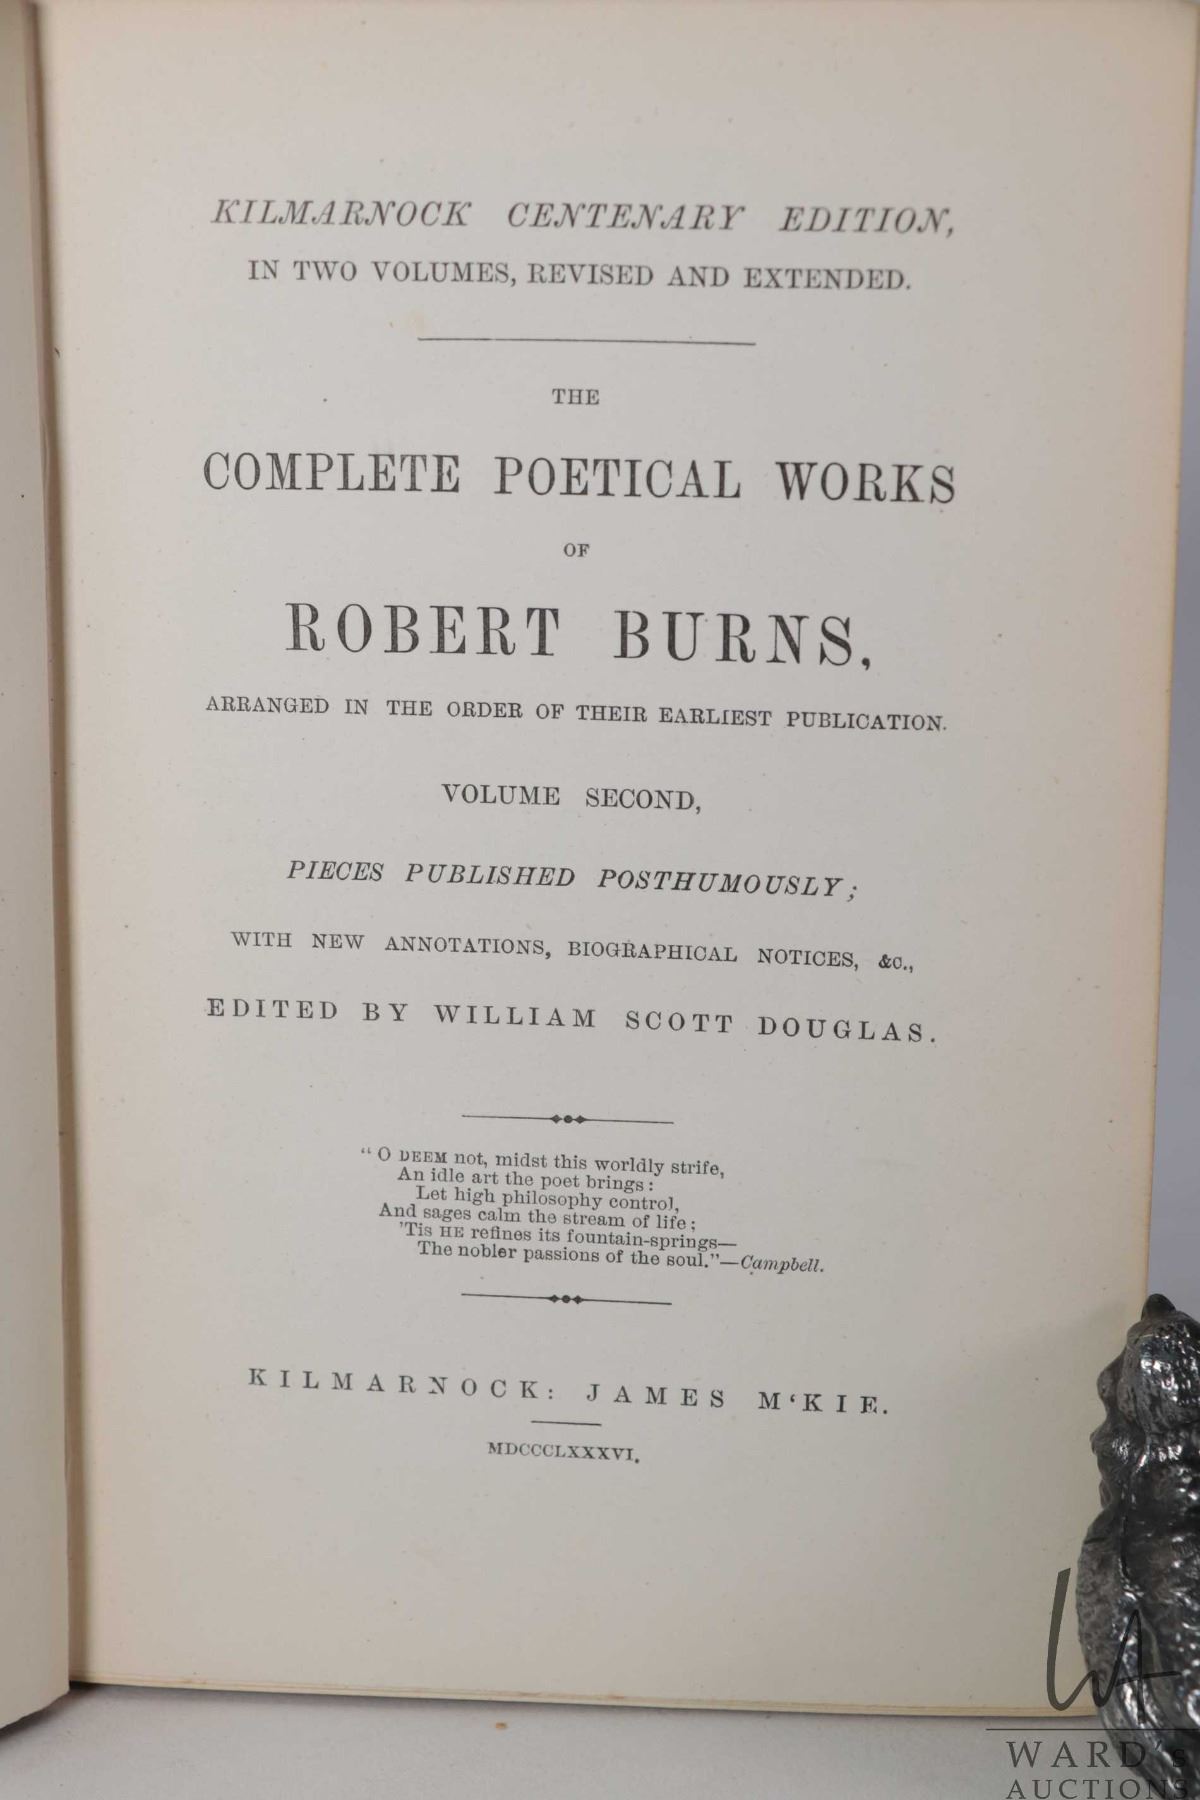 KILMARNOCK CENTENARY EDITION,
IN TWO VOLUMES, REVISED AND EXTENDED.
THE
COMPLETE POETICAL WORKS
OF
ROBERT BURNS,
ARRANGED IN THE ORDER OF THEIR EARLIEST PUBLICATION.
VOLUME SECOND,
PIECES PUBLISHED POSTHUMOUSLY;
WITH NEW ANNOTATIONS, BIOGRAPHICAL NOTICES, &C.,
EDITED BY WILLIAM SCOTT DOUGLAS.
"O DEEM not, midst this worldly strife,
An idle art the poet brings:
Let high philosophy control,
And sages calm the stream of life;
'Tis HE refines its fountain-springs—
The nobler passions of the soul."—Campbell.
KILMARNOCK: JAMES M‘KIE.
MDCCCLXXXVI.
WA
WARD's
AUCTIONS